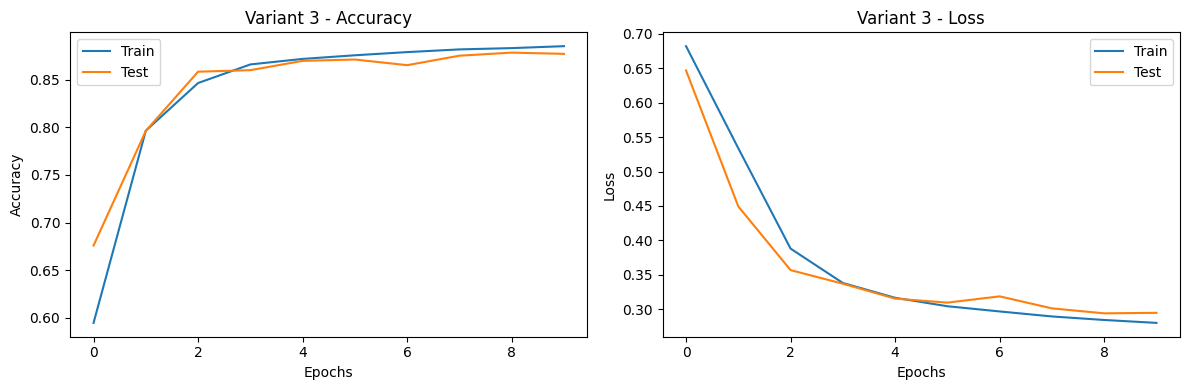 Variant 3 - Accuracy
Train
Test
0.85
0.80
0.75
0.70
0.65
0.60
Accuracy
0 2 4 6 8
Epochs
Variant 3 - Loss
Train
Test
0.70
0.65
0.60
0.55
0.50
0.45
0.40
0.35
0.30
Loss
0 2 4 6 8
Epochs